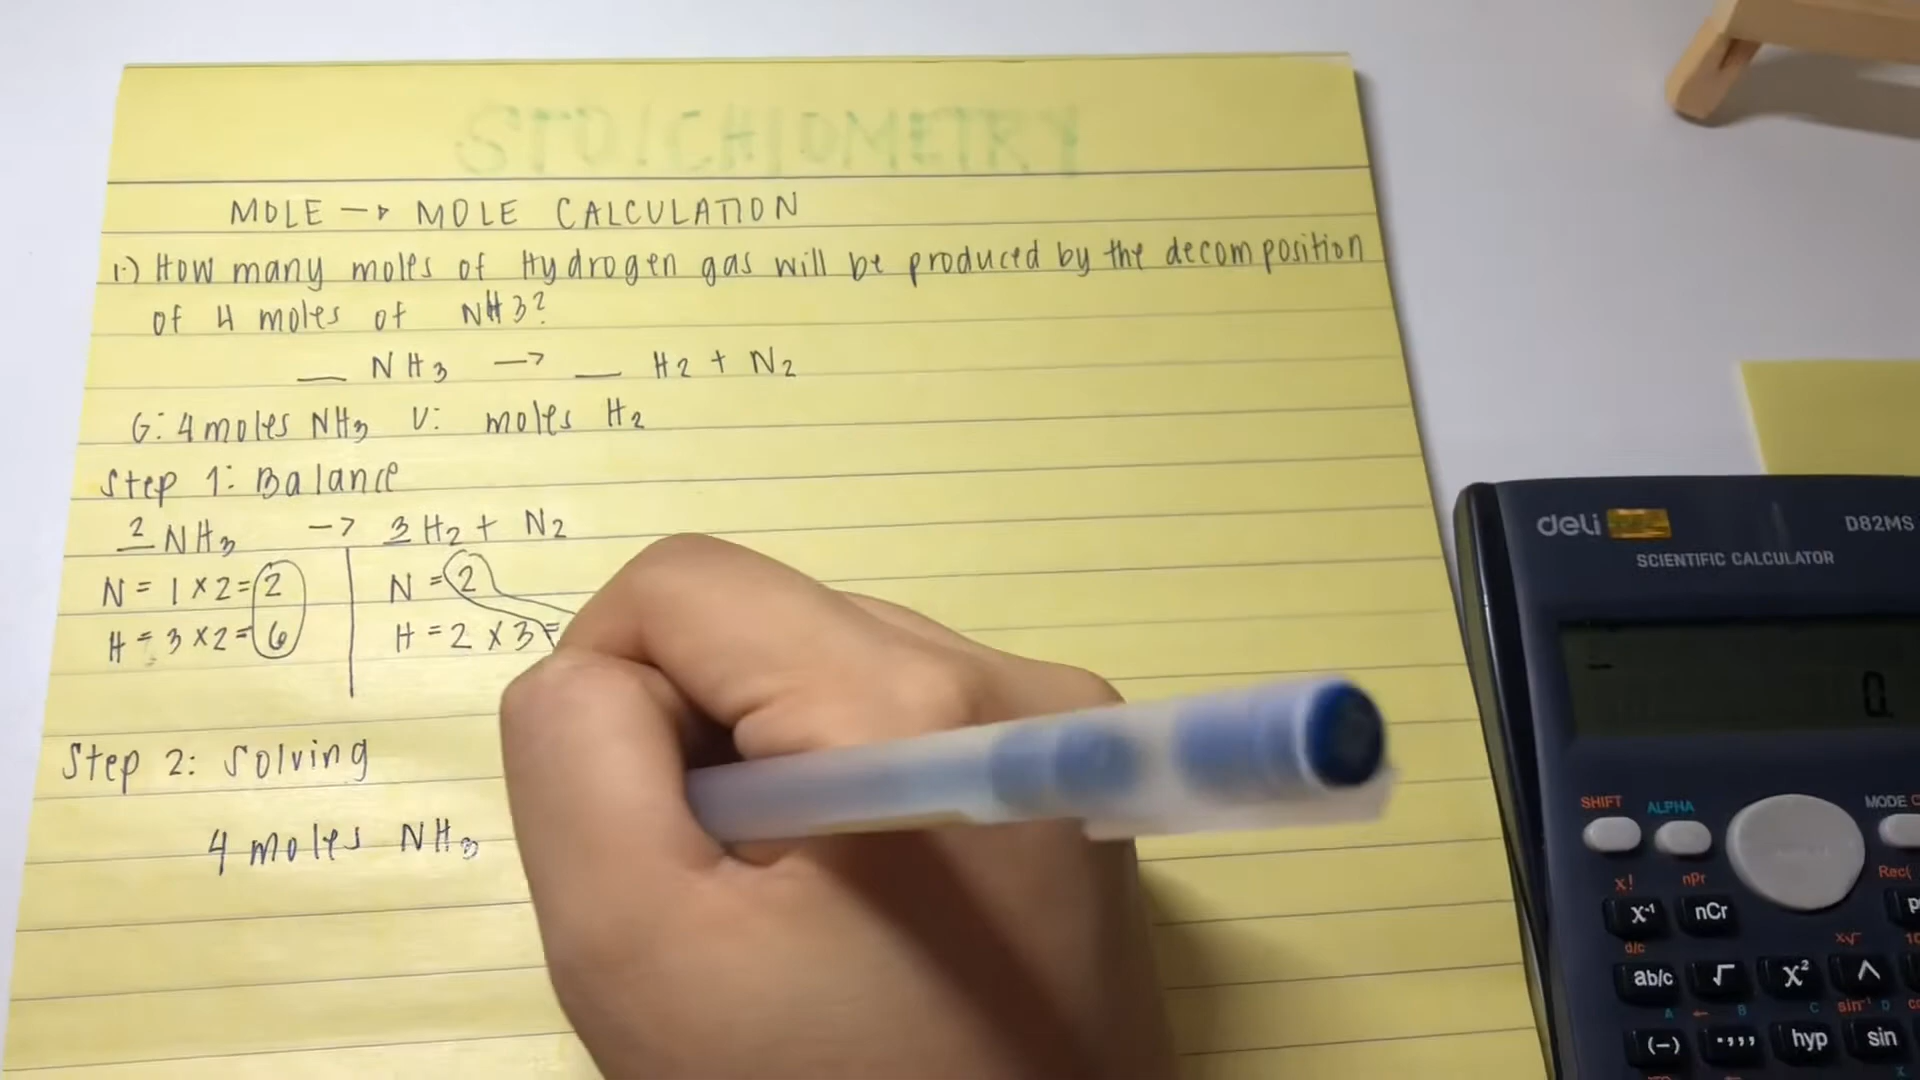 STOICHIOMETRY
MOLE → MOLE CALCULATION
1.) How many moles of Hydrogen gas will be produced by the decomposition
of 4 moles of NH3?
__ NH3 → __ H2 + N2
G: 4 moles NH3 U: moles H2
Step 1: Balance
2 NH3 → 3 H2 + N2
N = 1 x 2 = 2 N = 2
H = 3 x 2 = 6 H = 2 x 3 =
Step 2: Solving
4 moles NH3
deli D82MS
SCIENTIFIC CALCULATOR
0.
SHIFT ALPHA MODE
x! nPr Rec(
x-1 nCr
d/c x√
ab/c √ x² ^
A ← B C sin-1 D
(-) hyp sin